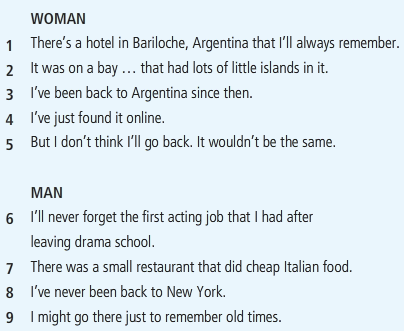 WOMAN
1 There's a hotel in Bariloche, Argentina that I'll always remember.
2 It was on a bay … that had lots of little islands in it.
3 I've been back to Argentina since then.
4 I've just found it online.
5 But I don't think I'll go back. It wouldn't be the same.
MAN
6 I'll never forget the first acting job that I had after
leaving drama school.
7 There was a small restaurant that did cheap Italian food.
8 I've never been back to New York.
9 I might go there just to remember old times.